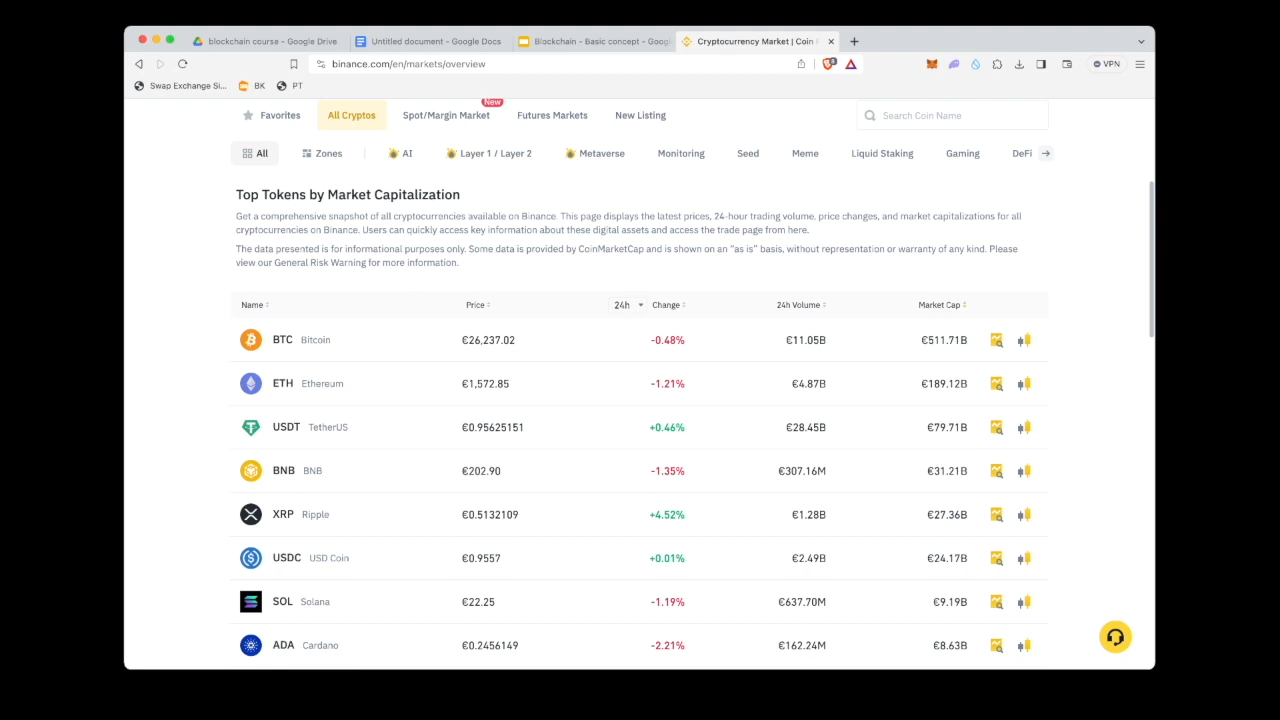 blockchain course - Google Drive
Untitled document - Google Docs
Blockchain - Basic concept - Goog
Cryptocurrency Market | Coin
binance.com/en/markets/overview
VPN
Swap Exchange Si...
BK
PT
Favorites
All Cryptos
Spot/Margin Market
New
Futures Markets
New Listing
Search Coin Name
All
Zones
AI
Layer 1 / Layer 2
Metaverse
Monitoring
Seed
Meme
Liquid Staking
Gaming
DeFi
Top Tokens by Market Capitalization
Get a comprehensive snapshot of all cryptocurrencies available on Binance. This page displays the latest prices, 24-hour trading volume, price changes, and market capitalizations for all
cryptocurrencies on Binance. Users can quickly access key information about these digital assets and access the trade page from here.
The data presented is for informational purposes only. Some data is provided by CoinMarketCap and is shown on an "as is" basis, without representation or warranty of any kind. Please
view our General Risk Warning for more information.
Name Price 24h Change 24h Volume Market Cap
BTC Bitcoin €26,237.02 -0.48% €11.05B €511.71B
ETH Ethereum €1,572.85 -1.21% €4.87B €189.12B
USDT TetherUS €0.95625151 +0.46% €28.45B €79.71B
BNB BNB €202.90 -1.35% €307.16M €31.21B
XRP Ripple €0.5132109 +4.52% €1.28B €27.36B
USDC USD Coin €0.9557 +0.01% €2.49B €24.17B
SOL Solana €22.25 -1.19% €637.70M €9.19B
ADA Cardano €0.2456149 -2.21% €162.24M €8.63B